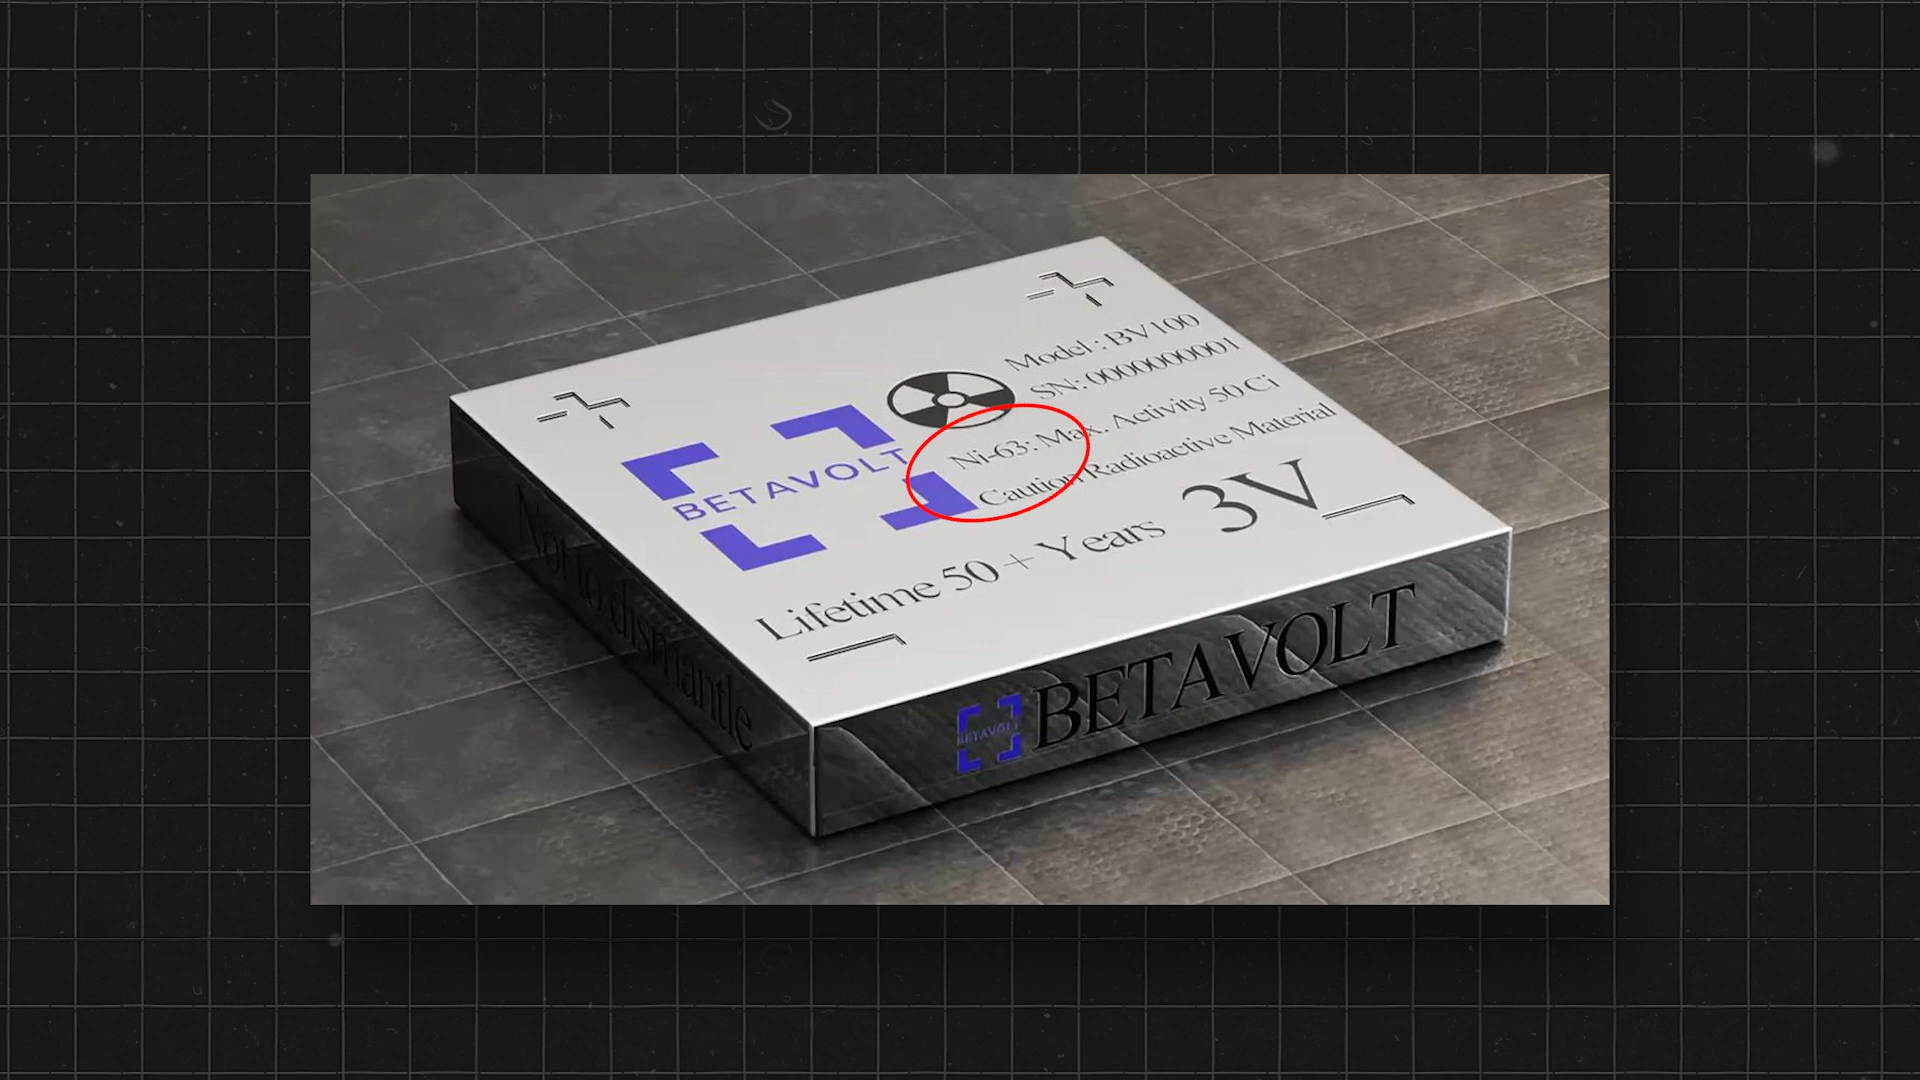 Model : BV100
SN: 0000000001
Ni-63: Max. Activity 50 Ci
Caution Radioactive Material
BETAVOLT
3V
Lifetime 50 + Years
Not to dismantle
BETAVOLT
BETAVOLT